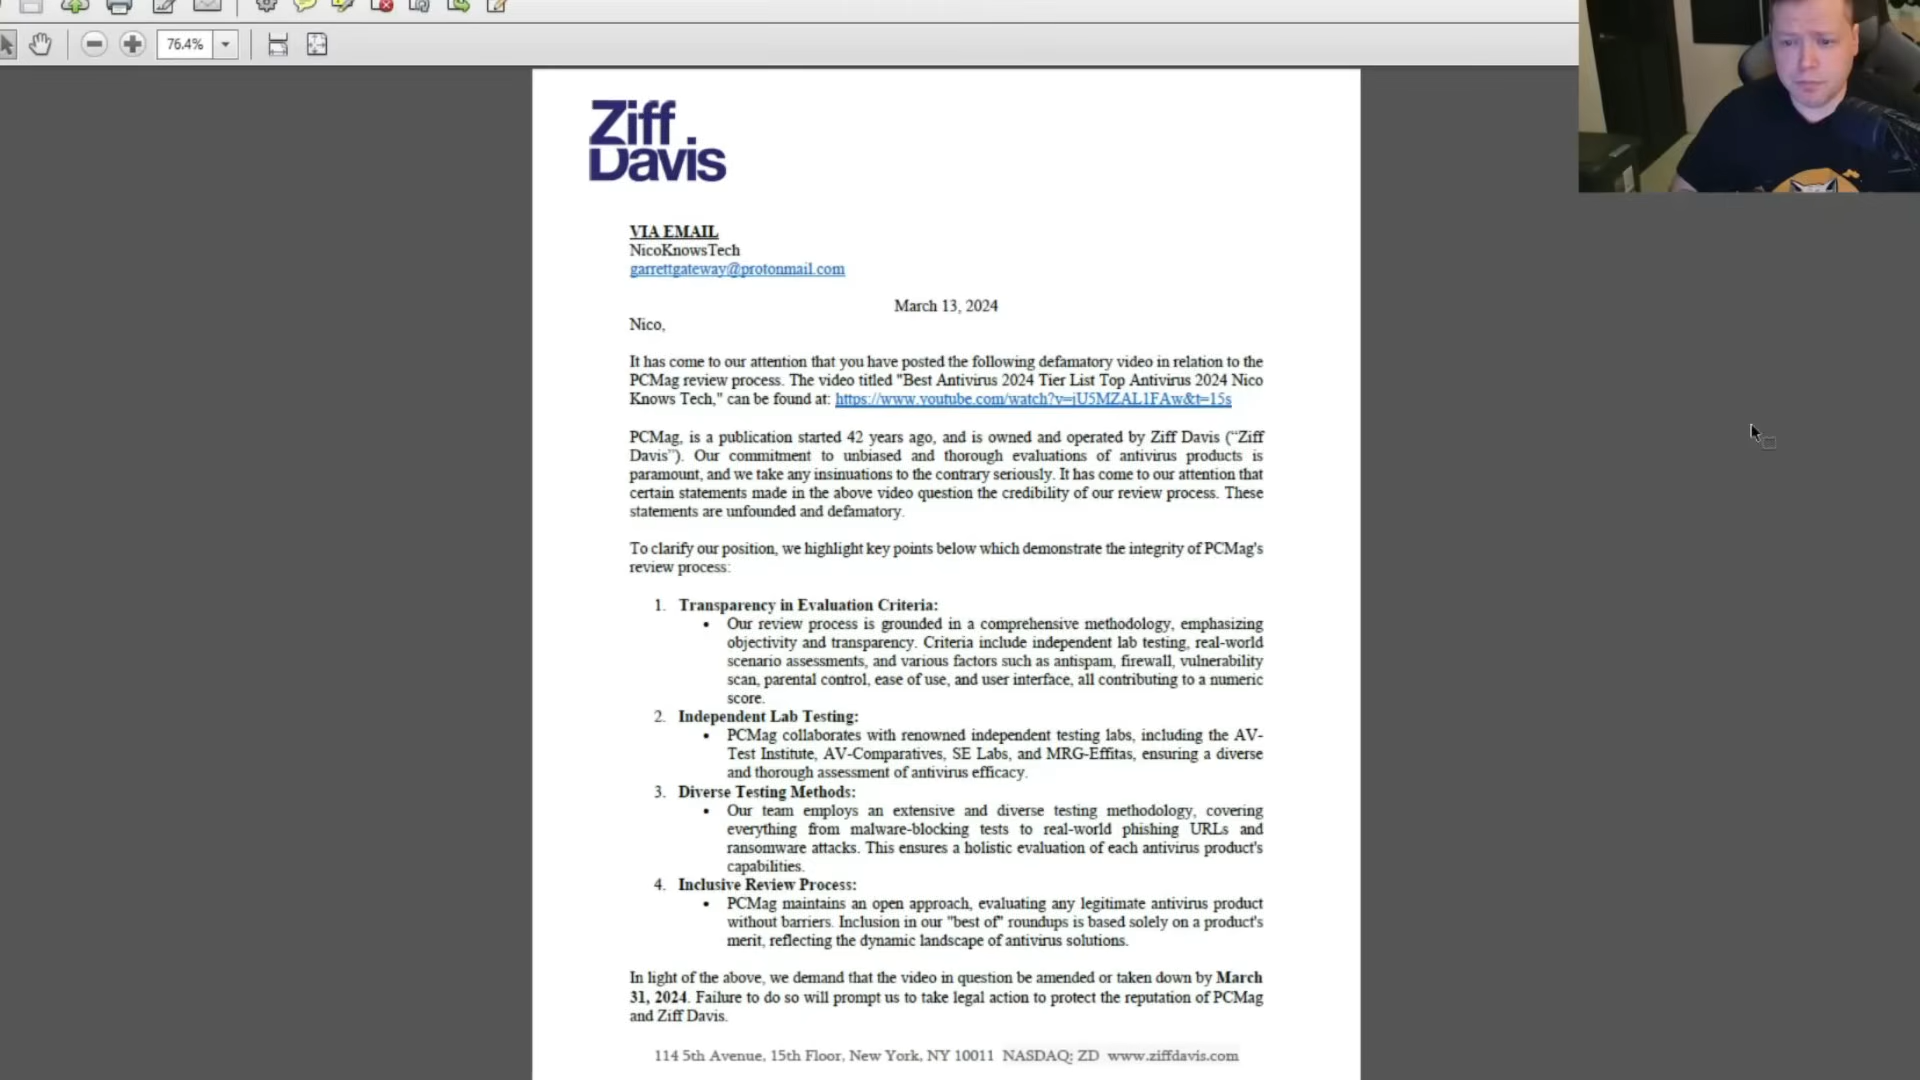 76.4%
Ziff
Davis
VIA EMAIL
NicoKnowsTech
garrettgateway@protonmail.com
March 13, 2024
Nico,
It has come to our attention that you have posted the following defamatory video in relation to the
PCMag review process. The video titled "Best Antivirus 2024 Tier List Top Antivirus 2024 Nico
Knows Tech," can be found at: https://www.youtube.com/watch?v=jU5MZAL1FAw&t=15s
PCMag, is a publication started 42 years ago, and is owned and operated by Ziff Davis (“Ziff
Davis”). Our commitment to unbiased and thorough evaluations of antivirus products is
paramount, and we take any insinuations to the contrary seriously. It has come to our attention that
certain statements made in the above video question the credibility of our review process. These
statements are unfounded and defamatory.
To clarify our position, we highlight key points below which demonstrate the integrity of PCMag's
review process:
1. Transparency in Evaluation Criteria:
• Our review process is grounded in a comprehensive methodology, emphasizing
objectivity and transparency. Criteria include independent lab testing, real-world
scenario assessments, and various factors such as antispam, firewall, vulnerability
scan, parental control, ease of use, and user interface, all contributing to a numeric
score.
2. Independent Lab Testing:
• PCMag collaborates with renowned independent testing labs, including the AV-
Test Institute, AV-Comparatives, SE Labs, and MRG-Effitas, ensuring a diverse
and thorough assessment of antivirus efficacy.
3. Diverse Testing Methods:
• Our team employs an extensive and diverse testing methodology, covering
everything from malware-blocking tests to real-world phishing URLs and
ransomware attacks. This ensures a holistic evaluation of each antivirus product's
capabilities.
4. Inclusive Review Process:
• PCMag maintains an open approach, evaluating any legitimate antivirus product
without barriers. Inclusion in our "best of" roundups is based solely on a product's
merit, reflecting the dynamic landscape of antivirus solutions.
In light of the above, we demand that the video in question be amended or taken down by March
31, 2024. Failure to do so will prompt us to take legal action to protect the reputation of PCMag
and Ziff Davis.
114 5th Avenue, 15th Floor, New York, NY 10011 NASDAQ: ZD www.ziffdavis.com